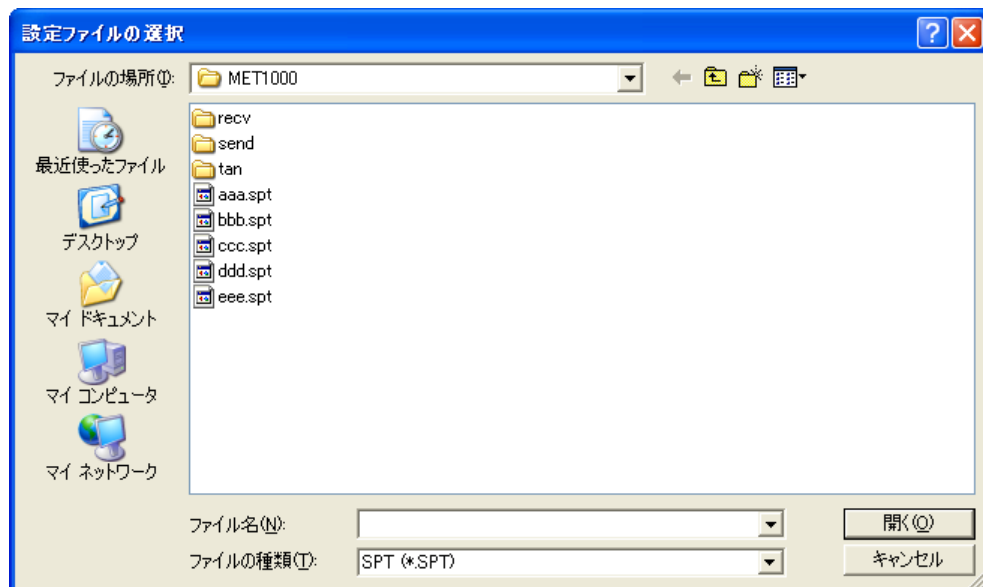 設定ファイルの選択
ファイルの場所(I):
MET1000
最近使ったファイル
デスクトップ
マイ ドキュメント
マイ コンピュータ
マイ ネットワーク
recv
send
tan
aaa.spt
bbb.spt
ccc.spt
ddd.spt
eee.spt
ファイル名(N):
開く(O)
ファイルの種類(T):
SPT (*.SPT)
キャンセル